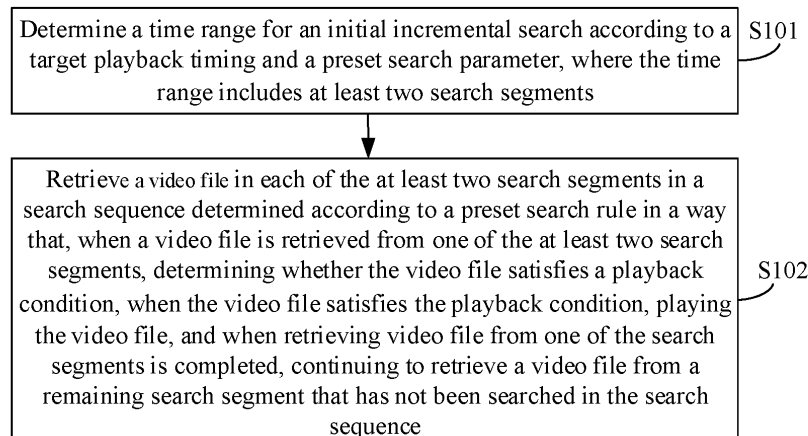 Determine a time range for an initial incremental search according to a
target playback timing and a preset search parameter, where the time
range includes at least two search segments
S101
Retrieve a video file in each of the at least two search segments in a
search sequence determined according to a preset search rule in a way
that, when a video file is retrieved from one of the at least two search
segments, determining whether the video file satisfies a playback
condition, when the video file satisfies the playback condition, playing
the video file, and when retrieving video file from one of the search
segments is completed, continuing to retrieve a video file from a
remaining search segment that has not been searched in the search
sequence
S102